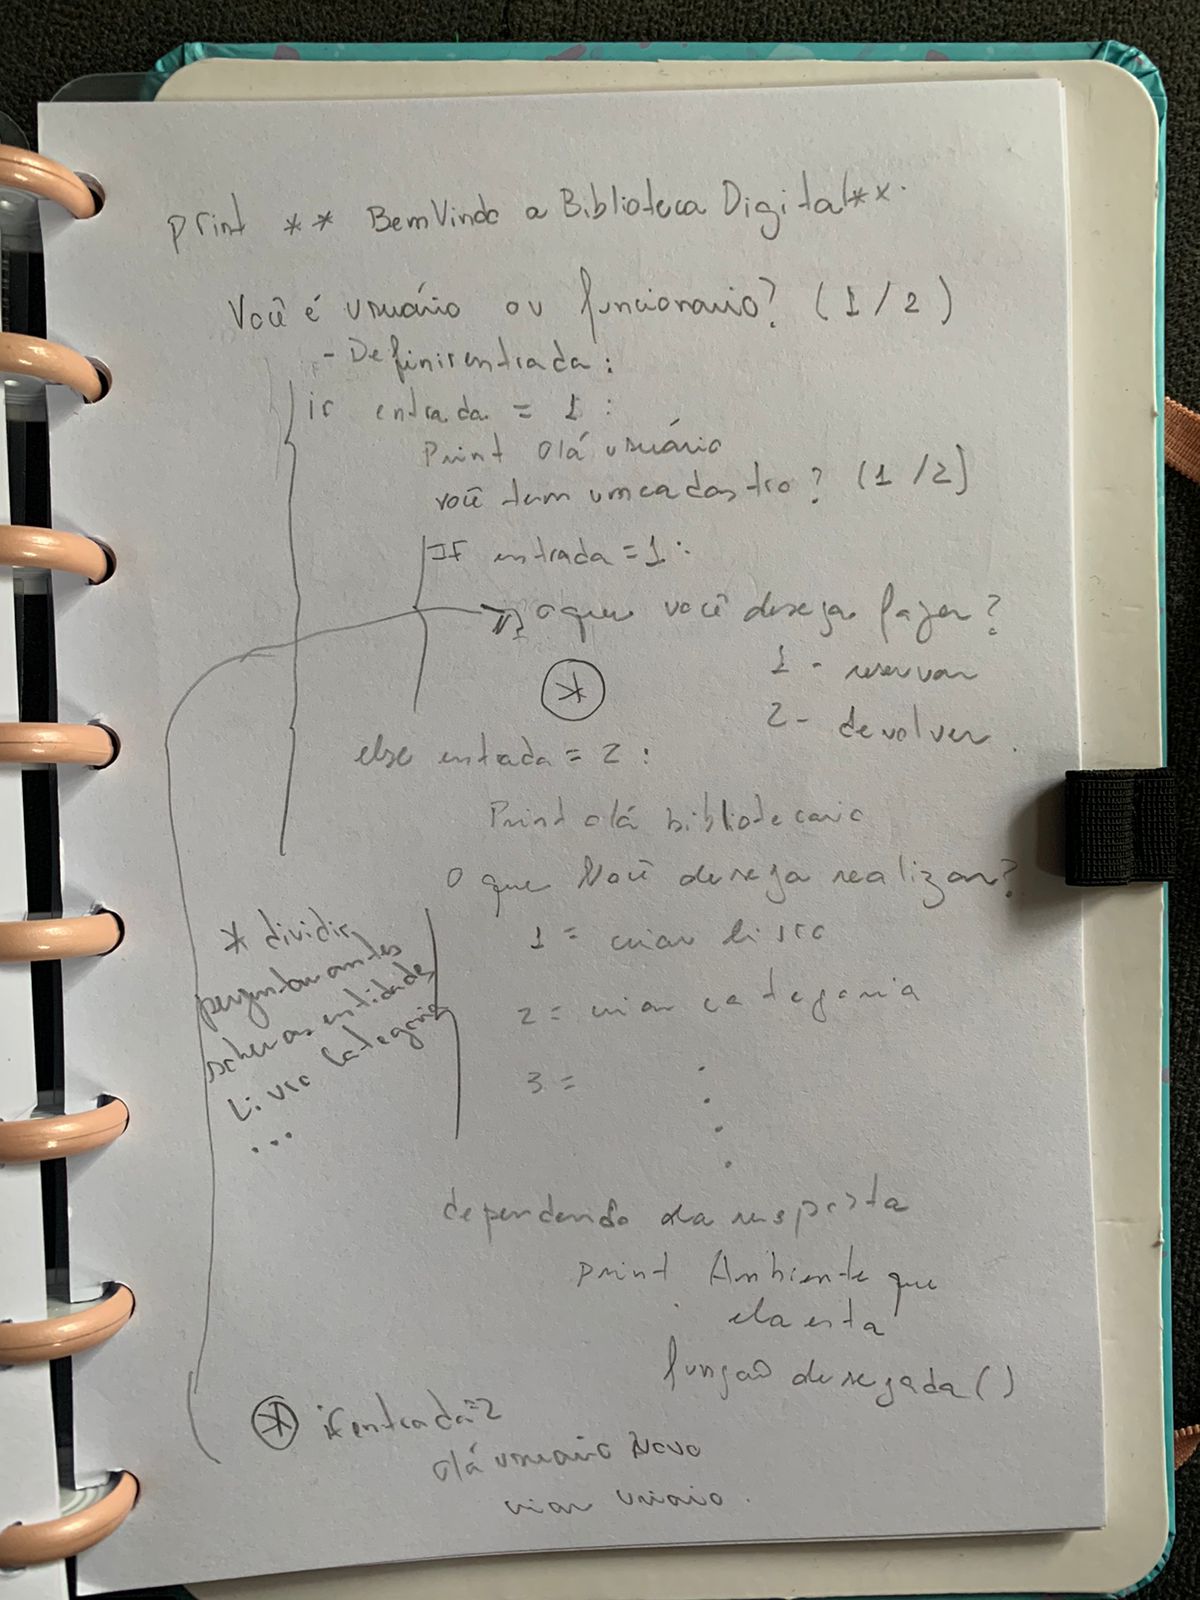 print ** BemVindo a Biblioteca Digital**.
Você é usuário ou funcionario? (1/2)
- Definir entrada:
if entrada = 1:
Print Olá usuário
você tem um cadastro? (1/2)
IF entrada = 1:
o que você deseja fazer?
1 - reservar
2 - devolver.
*
else entrada = 2:
Print olá bibliotecario
O que Você deseja realizar?
1 = criar livro
2 = criar categoria
3 =
* dividir
perguntar antes
sobre as entidades
Livro Categoria
...
dependendo da resposta
print Ambiente que
ela esta
função desejada()
* if entrada=2
Olá usuario Novo
criar usuario.